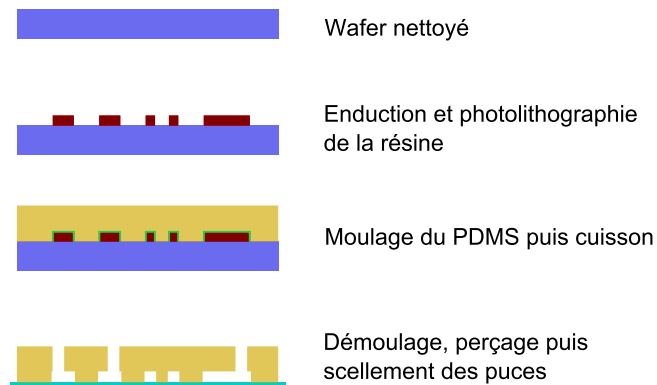 Wafer nettoyé
Enduction et photolithographie
de la résine
Moulage du PDMS puis cuisson
Démoulage, perçage puis
scellement des puces